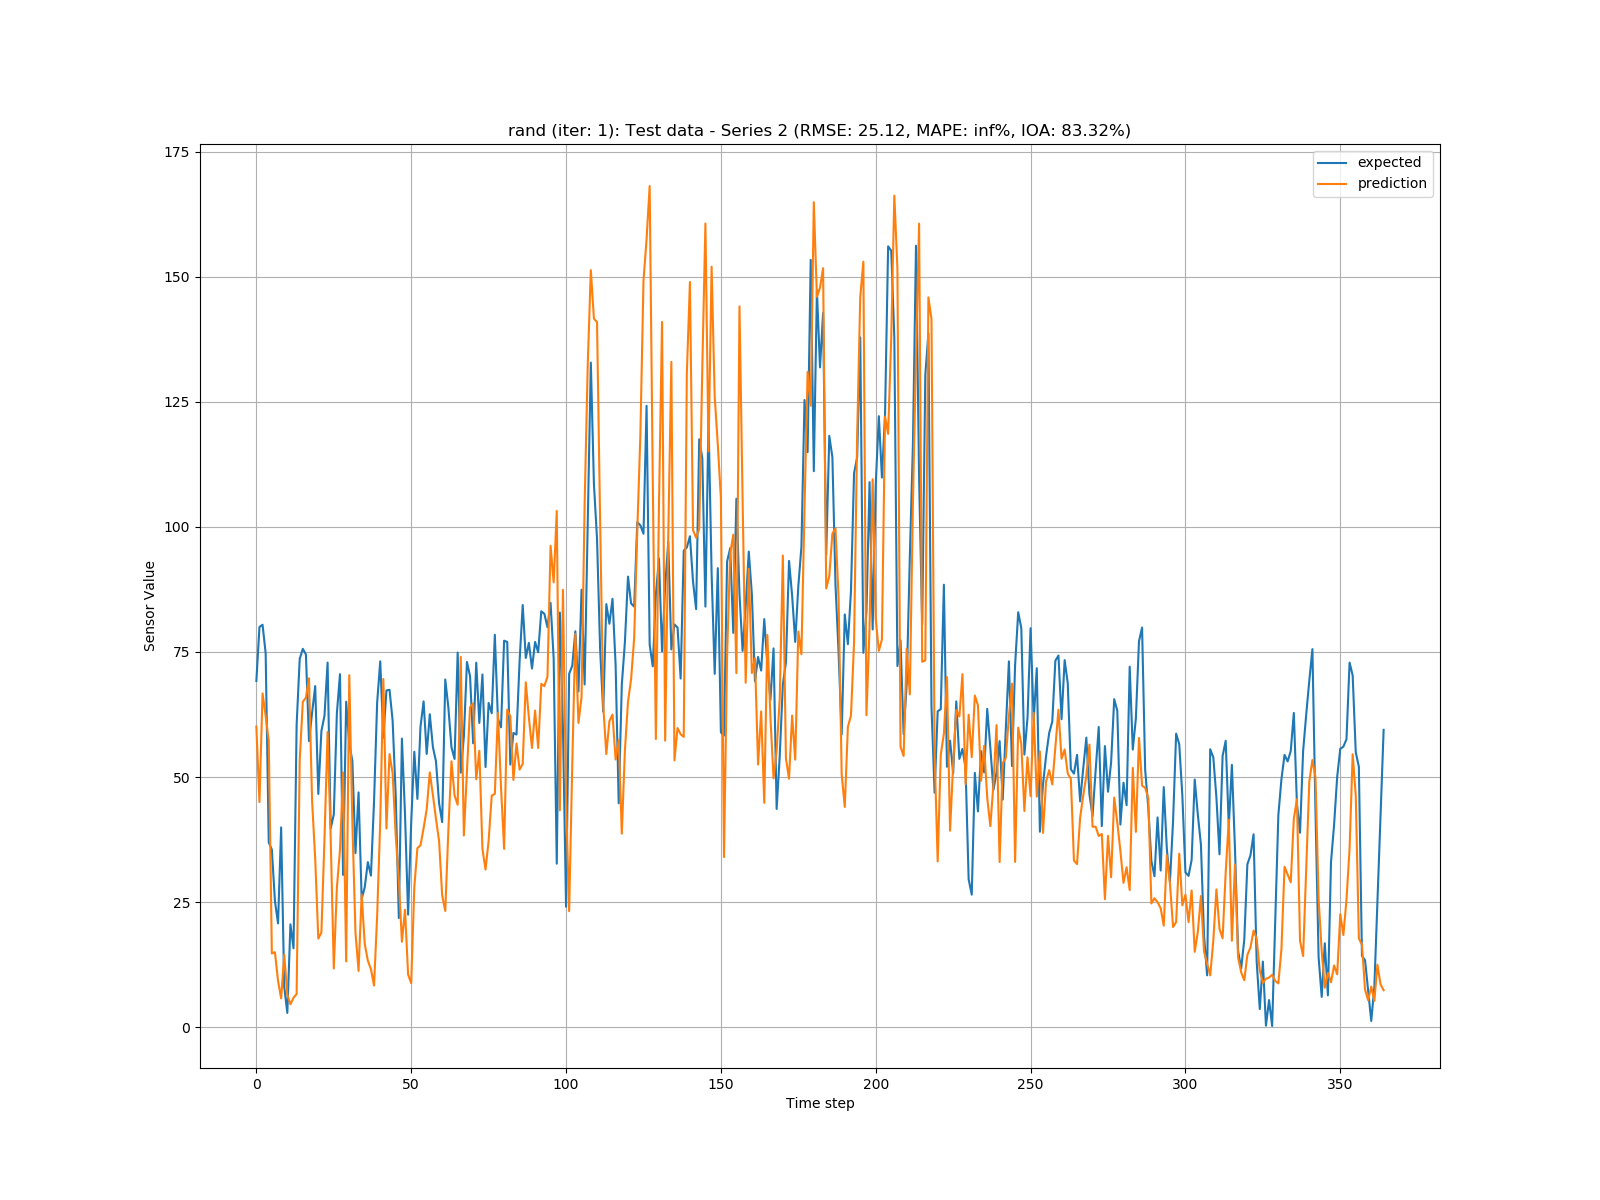 rand (iter: 1): Test data - Series 2 (RMSE: 25.12, MAPE: inf%, IOA: 83.32%)
175
150
125
100
75
50
25
0
Sensor Value
expected
prediction
0 50 100 150 200 250 300 350
Time step